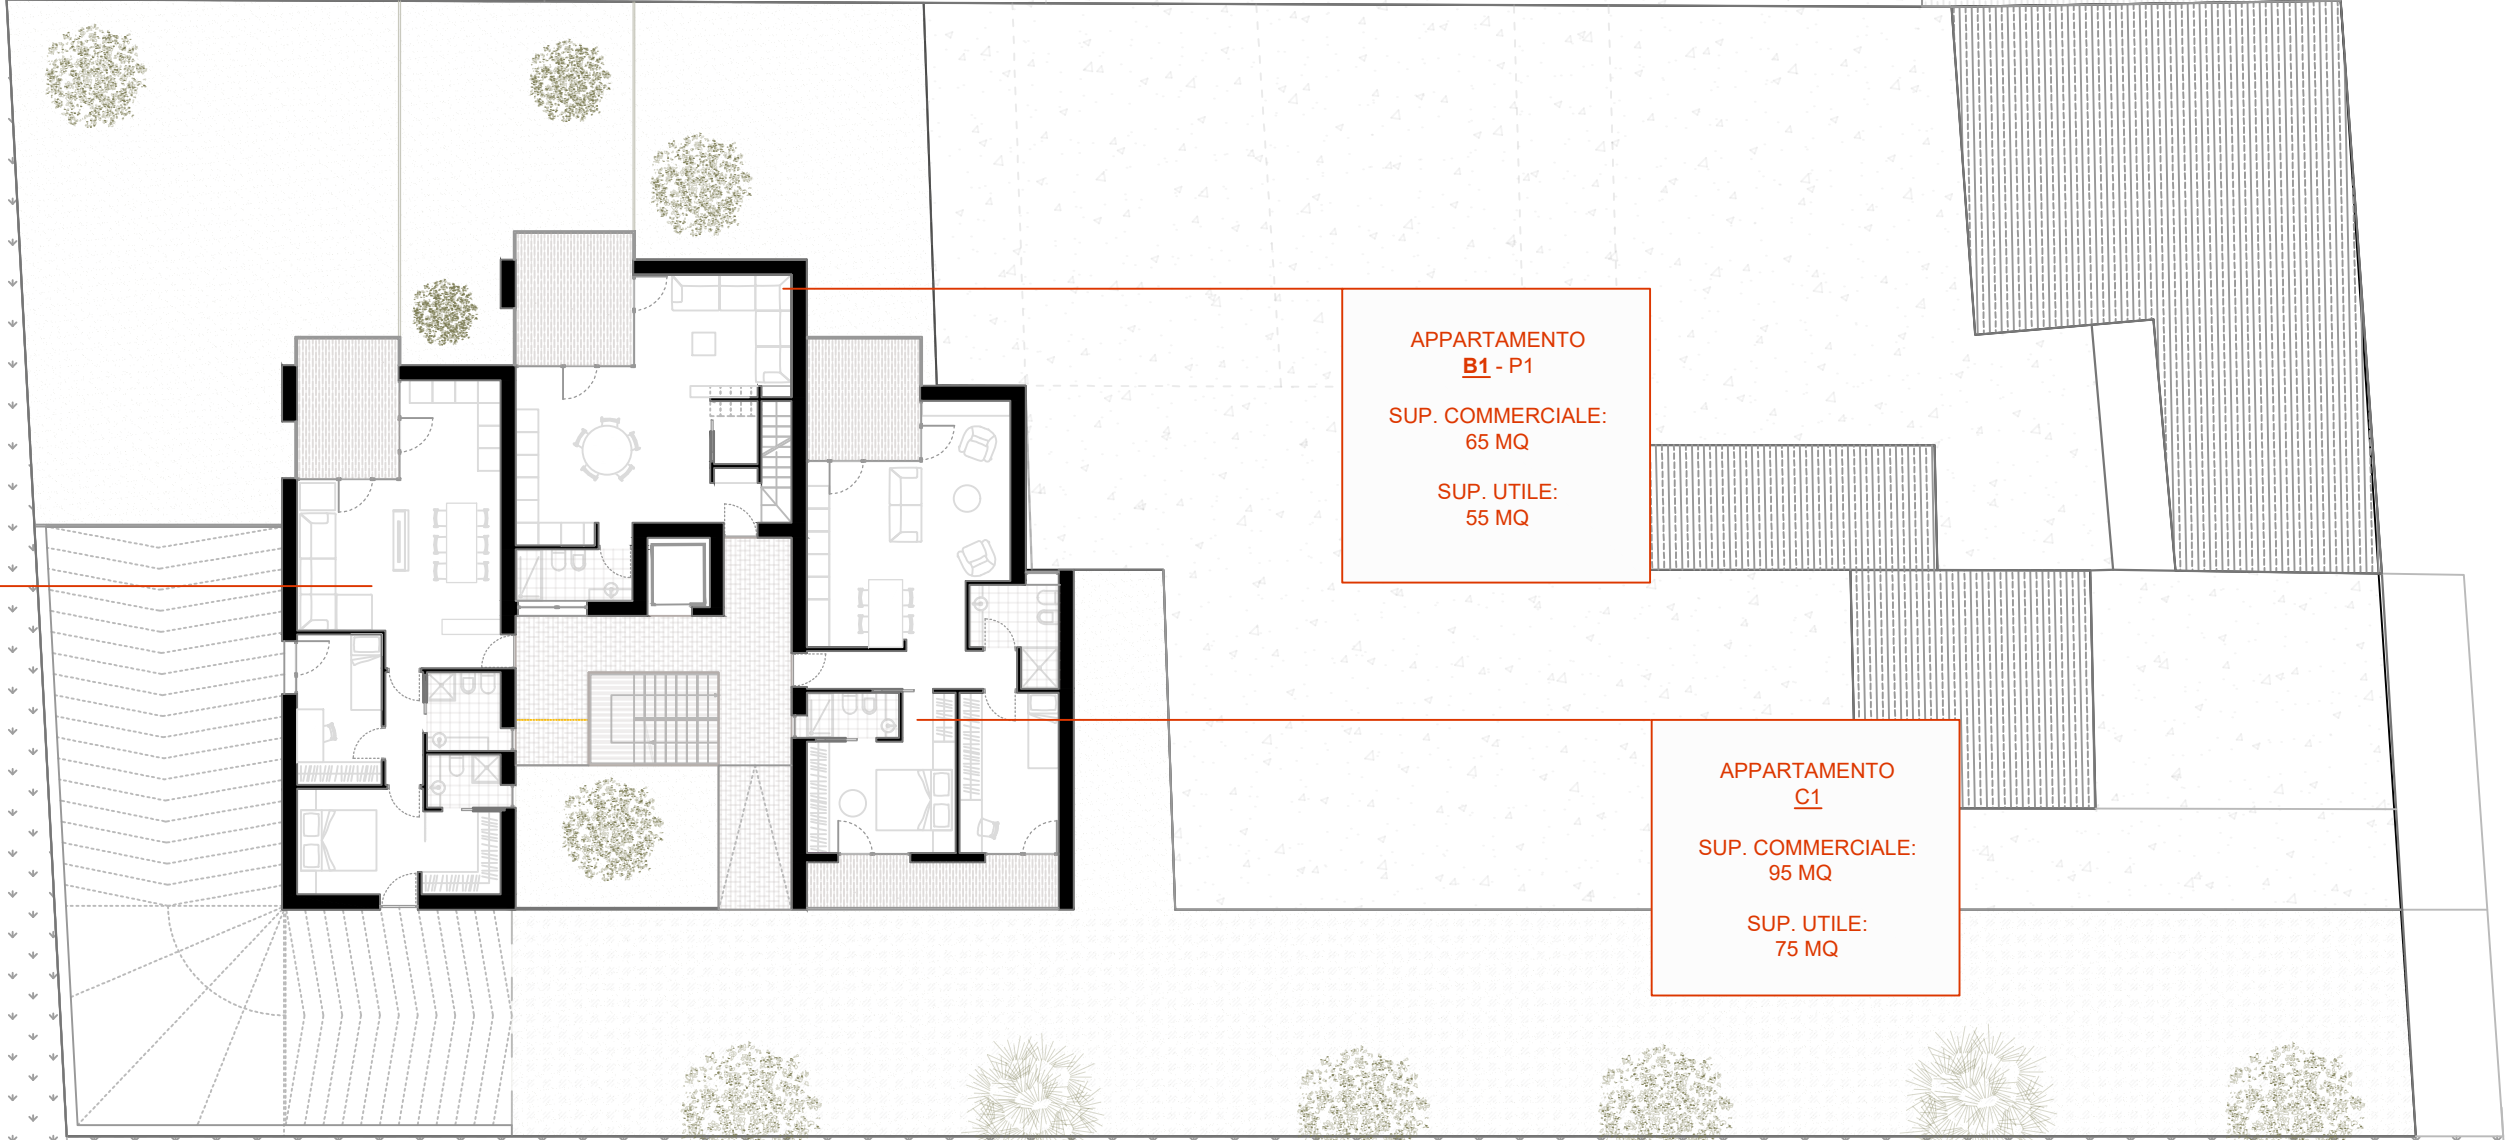 APPARTAMENTO
B1 - P1
SUP. COMMERCIALE:
65 MQ
SUP. UTILE:
55 MQ
APPARTAMENTO
C1
SUP. COMMERCIALE:
95 MQ
SUP. UTILE:
75 MQ